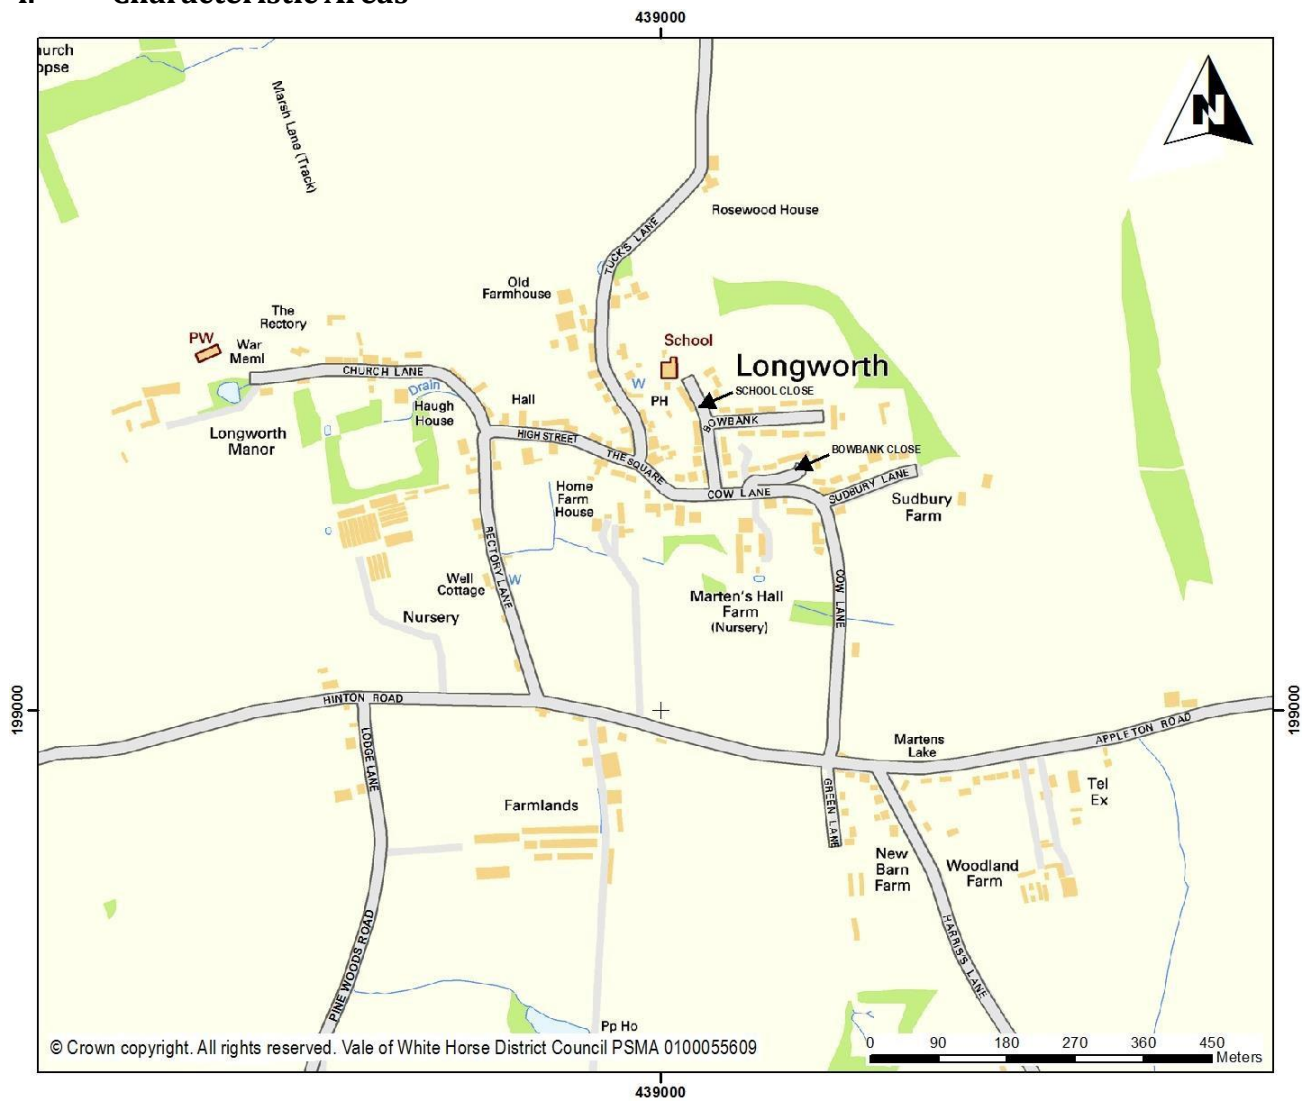 Characteristic Areas
439000
N
Marsh Lane (Track)
Rosewood House
TUCK'S LANE
Old
Farmhouse
The
Rectory
PW
War
Meml
School
Longworth
CHURCH LANE
SCHOOL CLOSE
Drain
W
PH
Haugh
House
Hall
BOWBANK
Longworth
Manor
HIGH STREET
THE SQUARE
BOWBANK CLOSE
COW LANE
SUDBURY LANE
Sudbury
Farm
Home
Farm
House
RECTORY LANE
Well
Cottage
W
COW LANE
Marten's Hall
Farm
(Nursery)
Nursery
HINTON ROAD
199000
199000
LODGE LANE
Martens
Lake
APPLETON ROAD
GREEN LANE
Tel
Ex
Farmlands
New
Barn
Farm
Woodland
Farm
PINE WOODS ROAD
HARRIS'S LANE
Pp Ho
© Crown copyright. All rights reserved. Vale of White Horse District Council PSMA 0100055609
0 90 180 270 360 450
Meters
439000